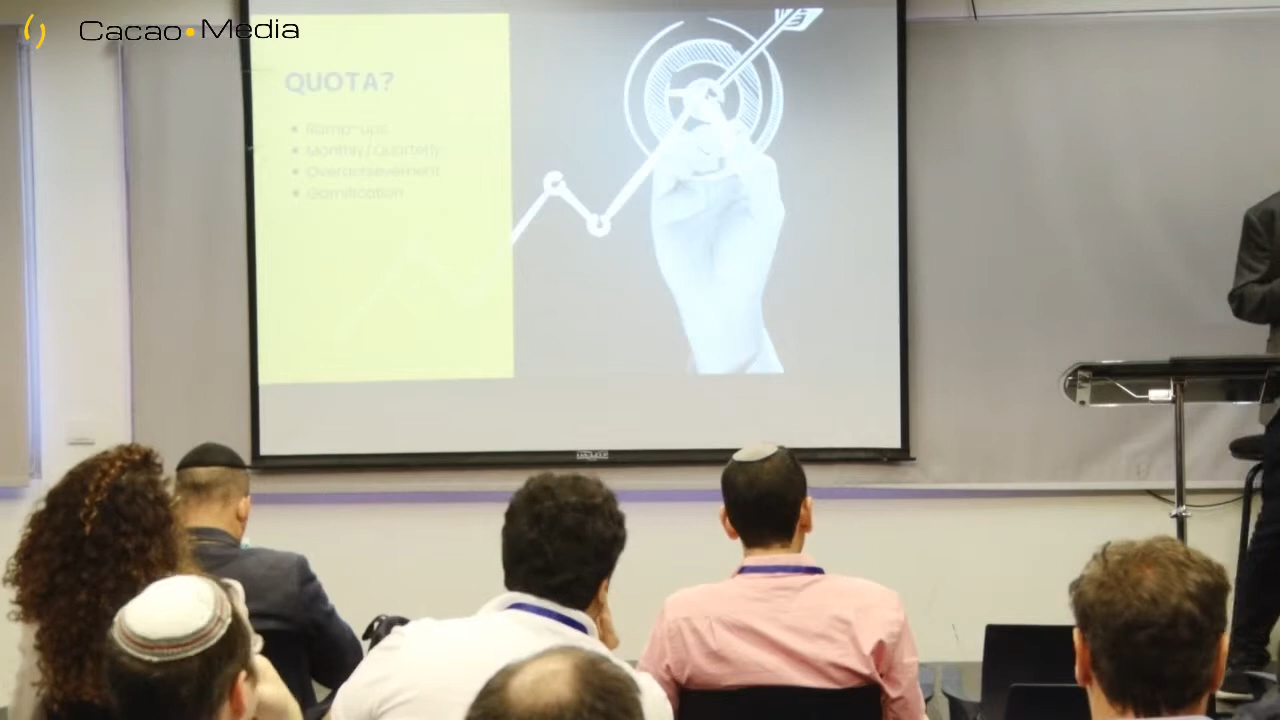 Cacao•Media
QUOTA?
• Ramp-ups
• Monthly/Quarterly
• Overachievement
• Gamification